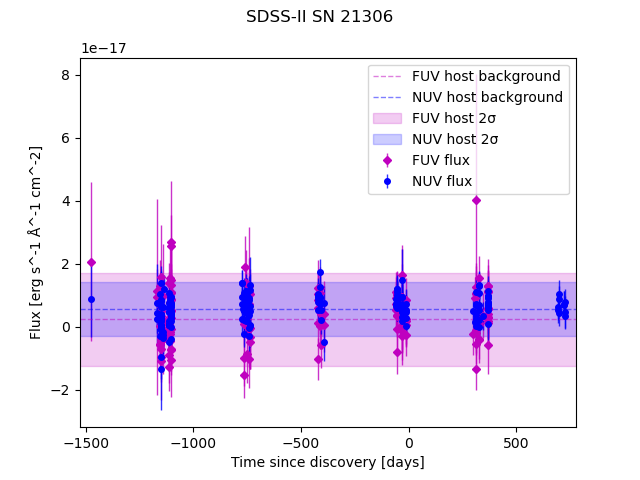 SDSS-II SN 21306
1e−17
FUV host background
NUV host background
FUV host 2σ
NUV host 2σ
FUV flux
NUV flux
8
6
4
2
0
−2
Flux [erg s^-1 Å^-1 cm^-2]
−1500
−1000
−500
0
500
Time since discovery [days]